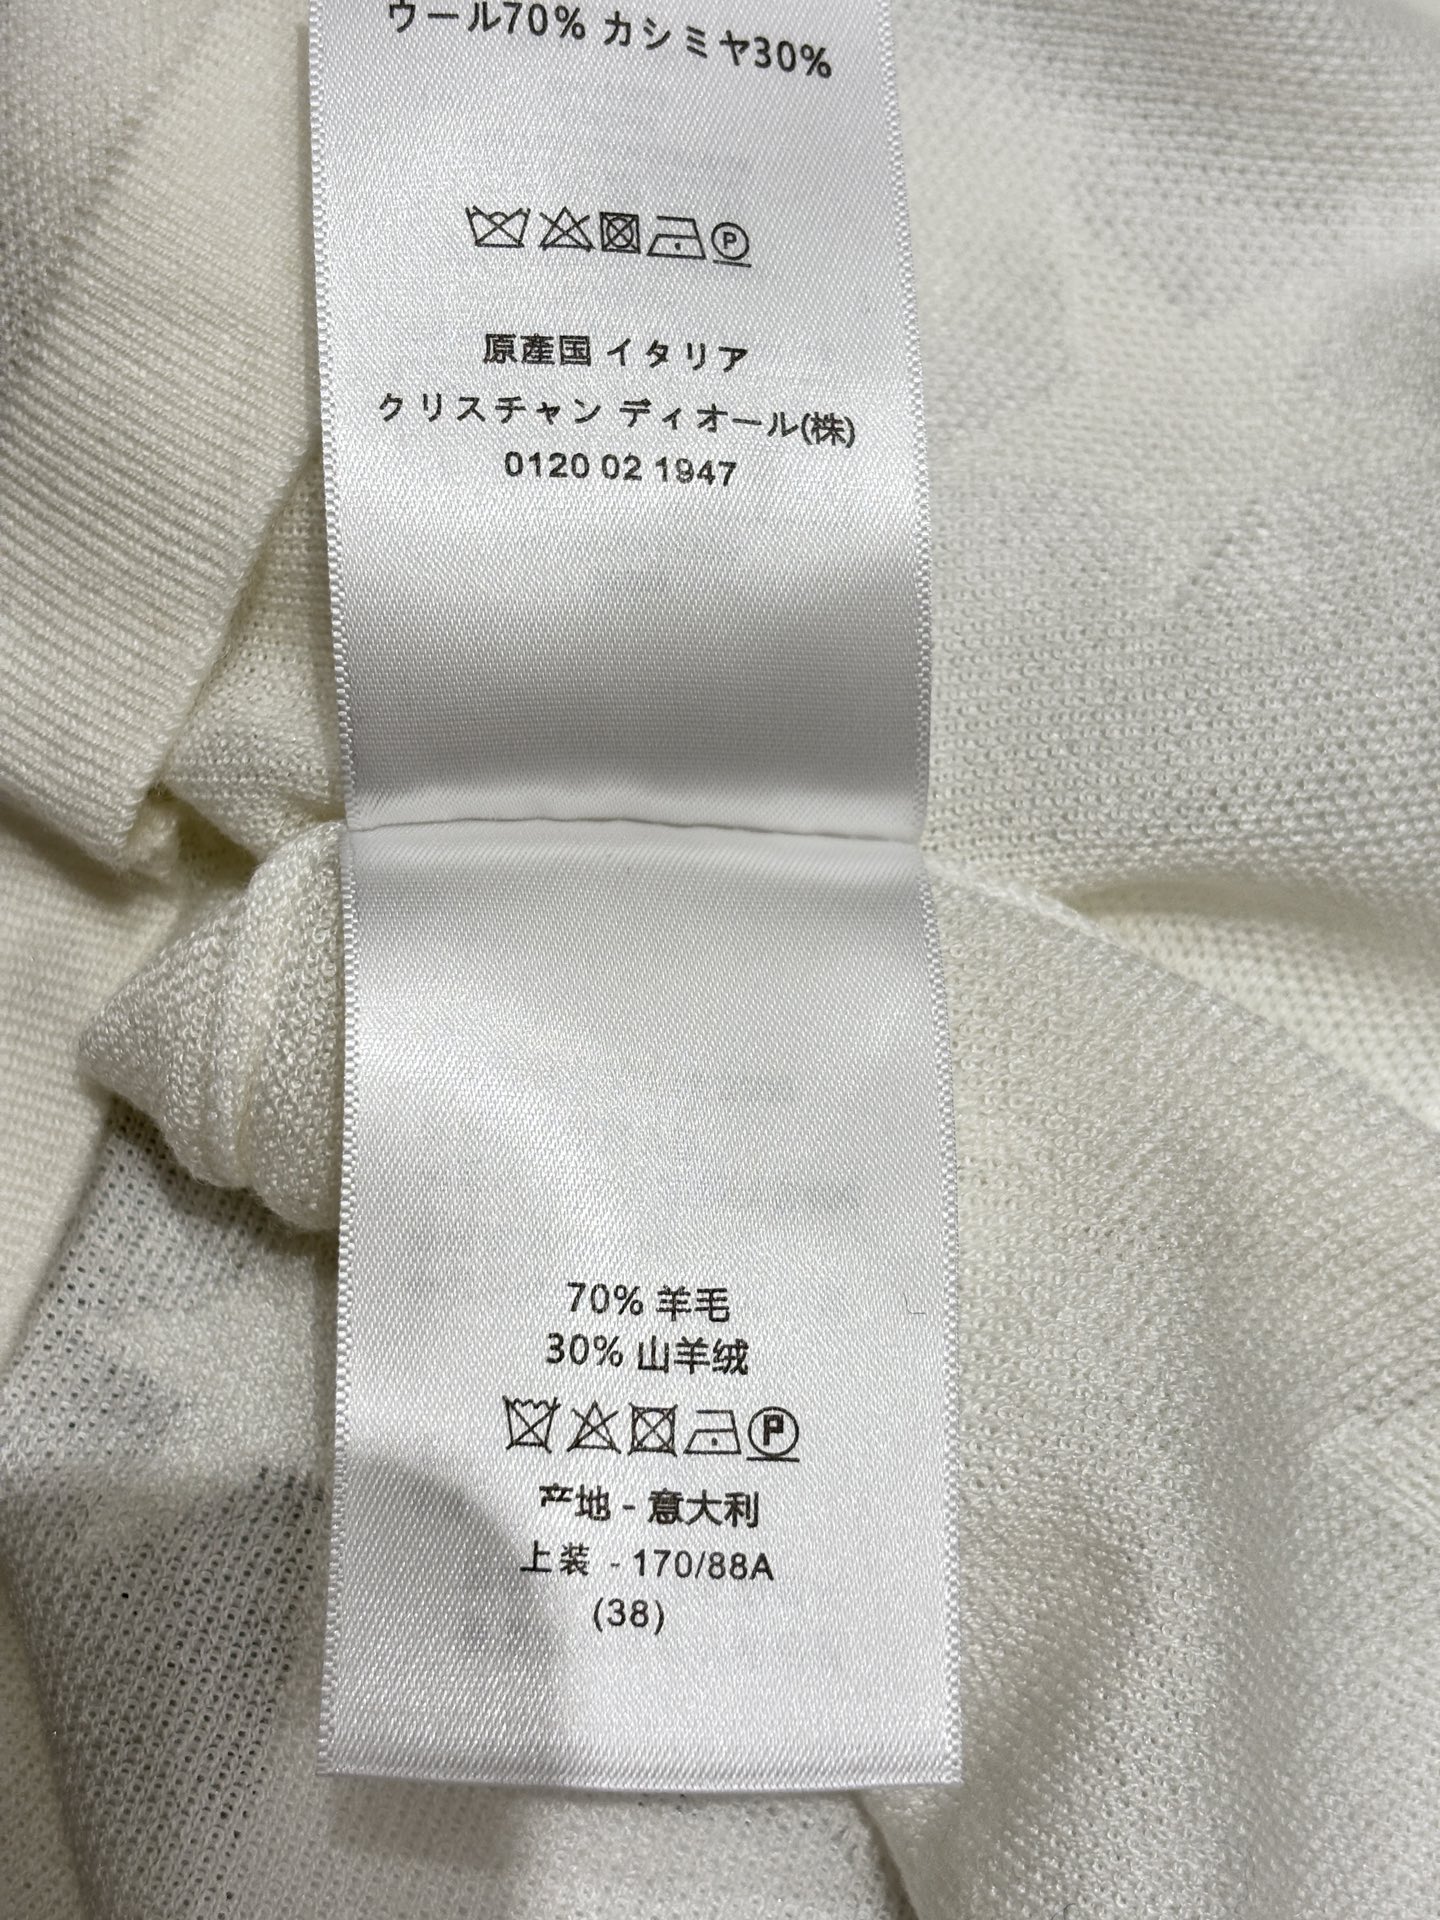 ウール70% カシミヤ30%
P
原産国 イタリア
クリスチャン ディオール(株)
0120 02 1947
70% 羊毛
30% 山羊绒
P
产地 - 意大利
上装 - 170/88A
(38)